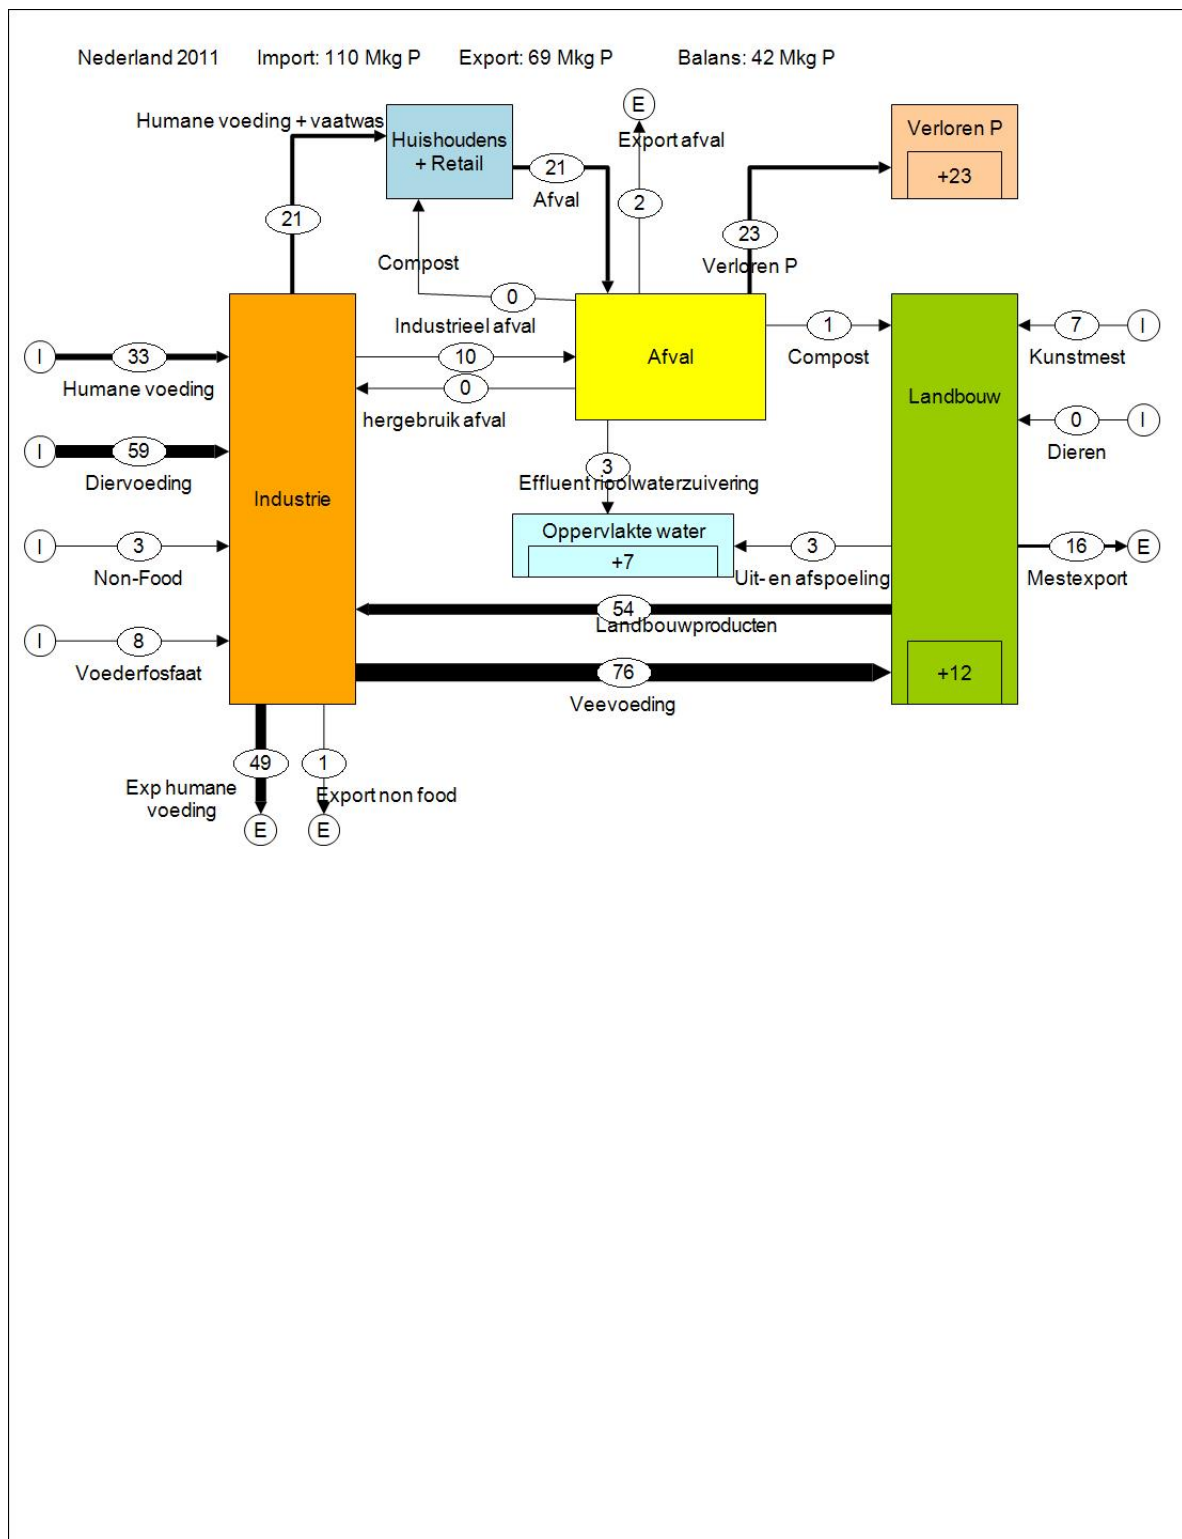 Nederland 2011 Import: 110 Mkg P Export: 69 Mkg P Balans: 42 Mkg P
E
Humane voeding + vaatwas
Huishoudens
+ Retail
Export afval
Verloren P
+23
21
Afval
2
21
23
Compost
Verloren P
0
Industrieel afval
I
33
Humane voeding
10
0
hergebruik afval
Afval
1
Compost
Landbouw
7
I
Kunstmest
0
I
Dieren
I
59
Diervoeding
Industrie
3
Effluent rioolwaterzuivering
Oppervlakte water
+7
3
Uit- en afspoeling
16
E
Mestexport
I
3
Non-Food
54
Landbouwproducten
I
8
Voederfosfaat
76
Veevoeding
+12
49
1
Exp humane
voeding
Export non food
E
E